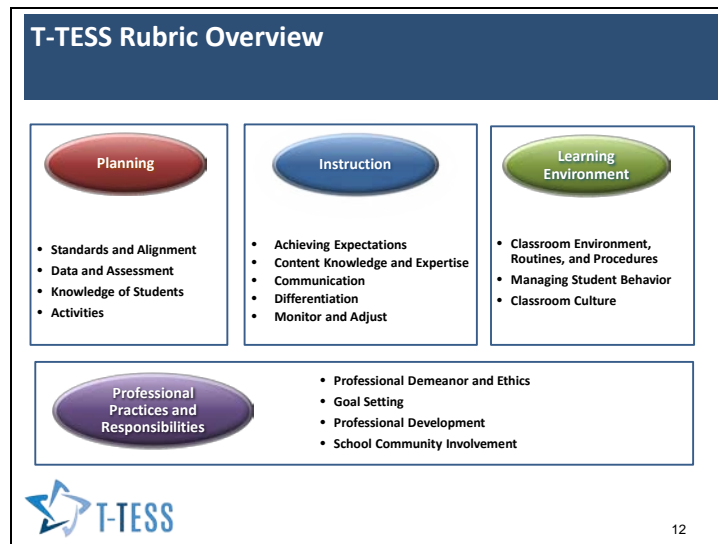 T-TESS Rubric Overview
Planning
• Standards and Alignment
• Data and Assessment
• Knowledge of Students
• Activities
Instruction
• Achieving Expectations
• Content Knowledge and Expertise
• Communication
• Differentiation
• Monitor and Adjust
Learning
Environment
• Classroom Environment,
Routines, and Procedures
• Managing Student Behavior
• Classroom Culture
Professional
Practices and
Responsibilities
• Professional Demeanor and Ethics
• Goal Setting
• Professional Development
• School Community Involvement
T-TESS
12